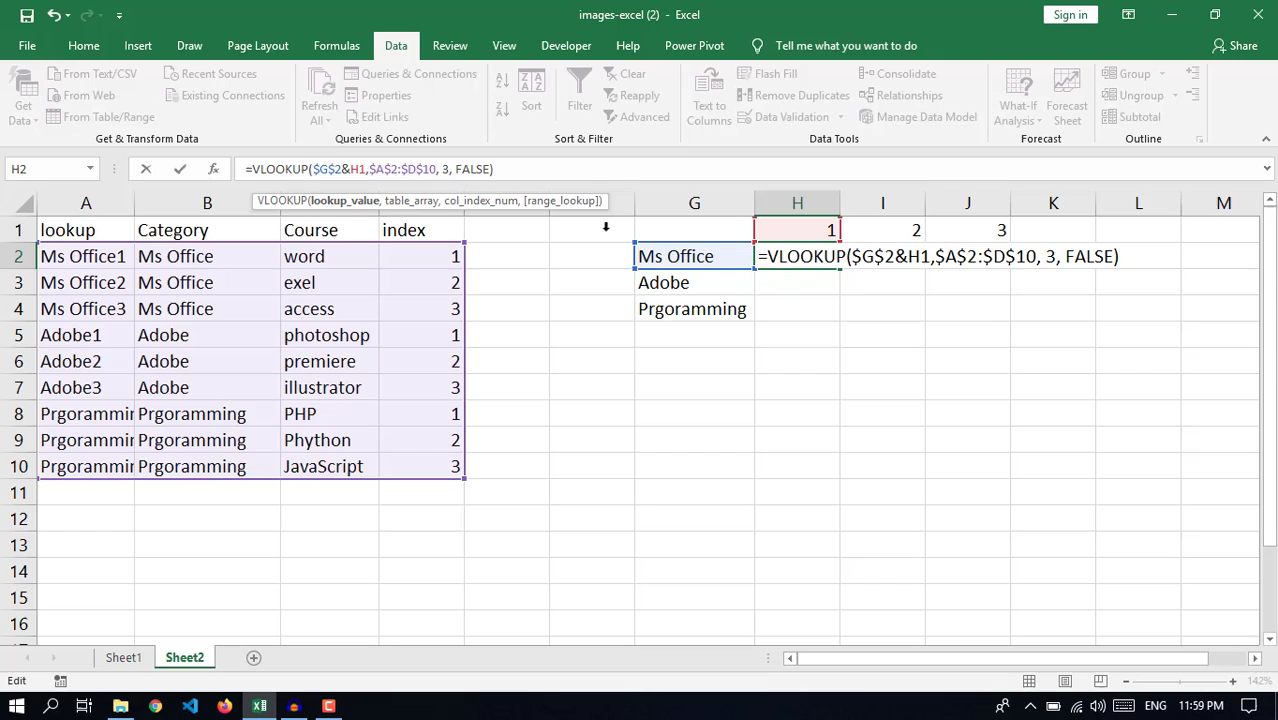 images-excel (2) - Excel
Sign in
File Home Insert Draw Page Layout Formulas Data Review View Developer Help Power Pivot Tell me what you want to do Share
Get Data
From Text/CSV
From Web
From Table/Range
Recent Sources
Existing Connections
Get & Transform Data
Refresh All
Queries & Connections
Properties
Edit Links
Queries & Connections
Sort
Filter
Clear
Reapply
Advanced
Sort & Filter
Text to Columns
Flash Fill
Remove Duplicates
Data Validation
Consolidate
Relationships
Manage Data Model
Data Tools
What-If Analysis
Forecast Sheet
Forecast
Group
Ungroup
Subtotal
Outline
H2 fx =VLOOKUP($G$2&H1,$A$2:$D$10, 3, FALSE)
VLOOKUP(lookup_value, table_array, col_index_num, [range_lookup])
A B C D G H I J K L M
1 lookup Category Course index 1 2 3
2 Ms Office1 Ms Office word 1 Ms Office =VLOOKUP($G$2&H1,$A$2:$D$10, 3, FALSE)
3 Ms Office2 Ms Office exel 2 Adobe
4 Ms Office3 Ms Office access 3 Prgoramming
5 Adobe1 Adobe photoshop 1
6 Adobe2 Adobe premiere 2
7 Adobe3 Adobe illustrator 3
8 Prgorammin Prgoramming PHP 1
9 Prgorammin Prgoramming Phython 2
10 Prgorammin Prgoramming JavaScript 3
11
12
13
14
15
16
Sheet1 Sheet2
Edit 142%
ENG 11:59 PM